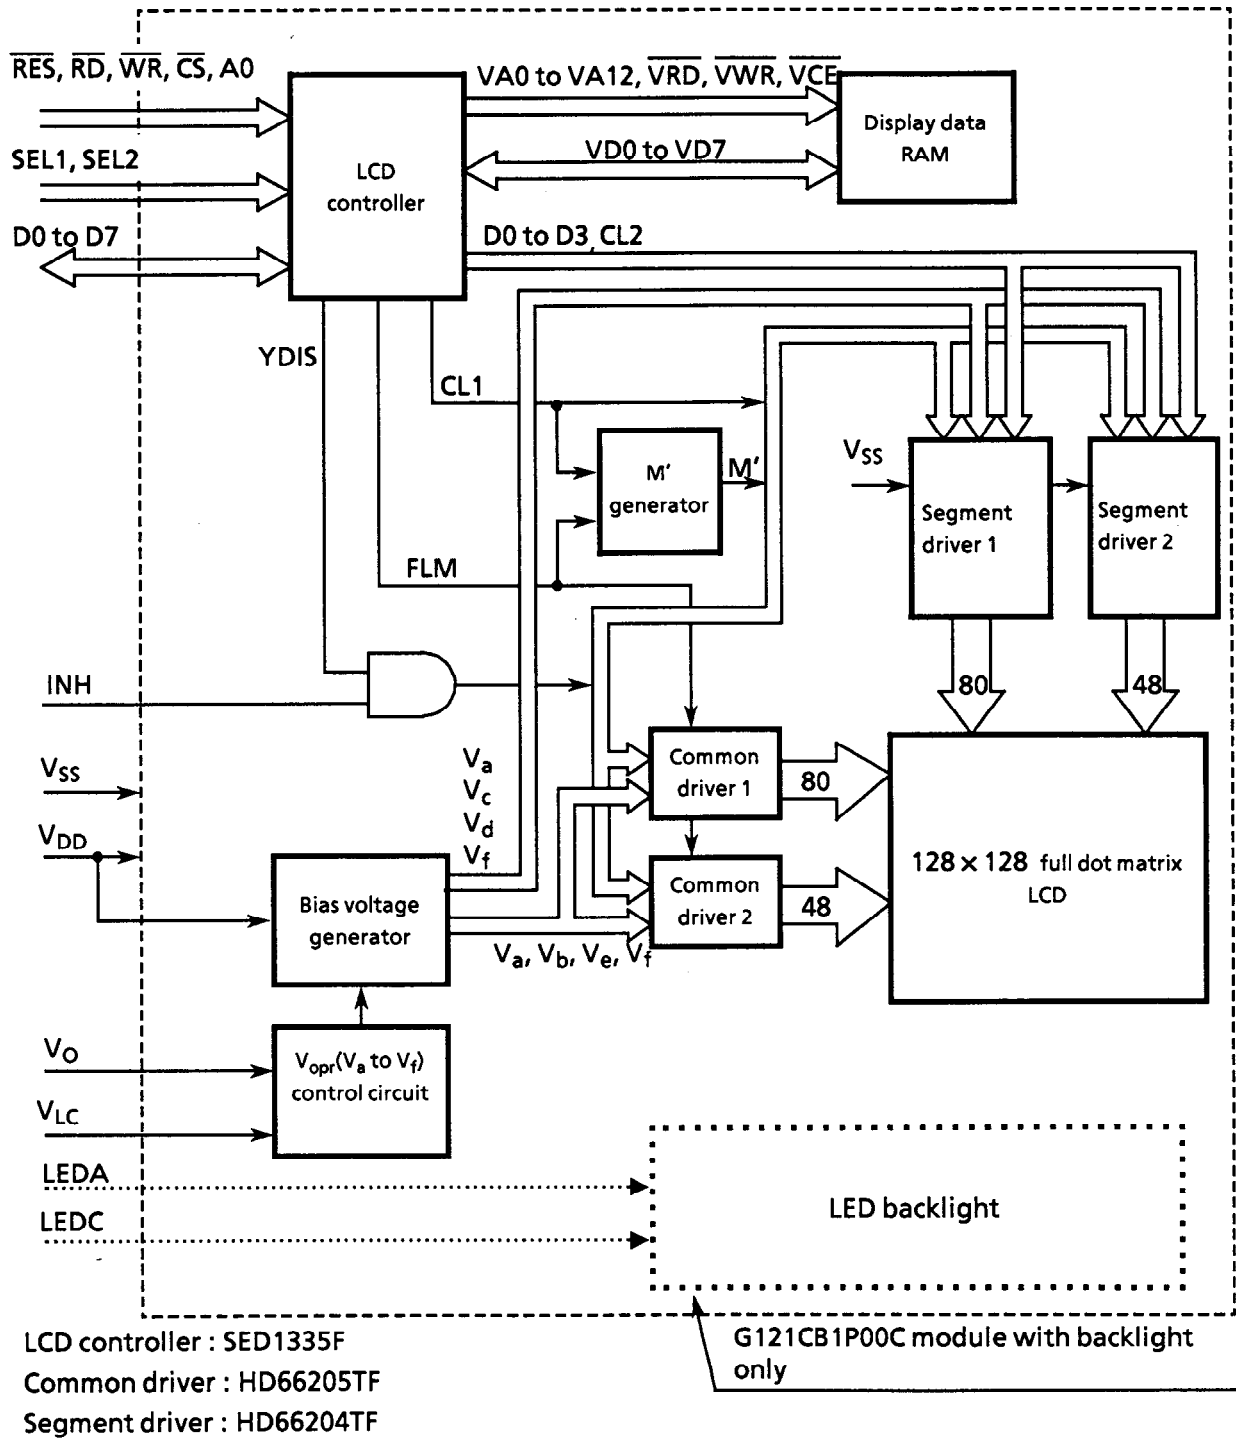 RES, RD, WR, CS, A0
VA0 to VA12, VRD, VWR, VCE
Display data
RAM
SEL1, SEL2
LCD
controller
VD0 to VD7
D0 to D7
D0 to D3, CL2
YDIS
CL1
VSS
M'
generator
M'
Segment
driver 1
Segment
driver 2
FLM
INH
80
48
VSS
Va
Vc
Vd
Vf
Common
driver 1
80
VDD
128 × 128 full dot matrix
LCD
Bias voltage
generator
Common
driver 2
48
Va, Vb, Ve, Vf
VO
Vopr(Va to Vf)
control circuit
VLC
LEDA
LED backlight
LEDC
LCD controller : SED1335F
Common driver : HD66205TF
Segment driver : HD66204TF
G121CB1P00C module with backlight
only